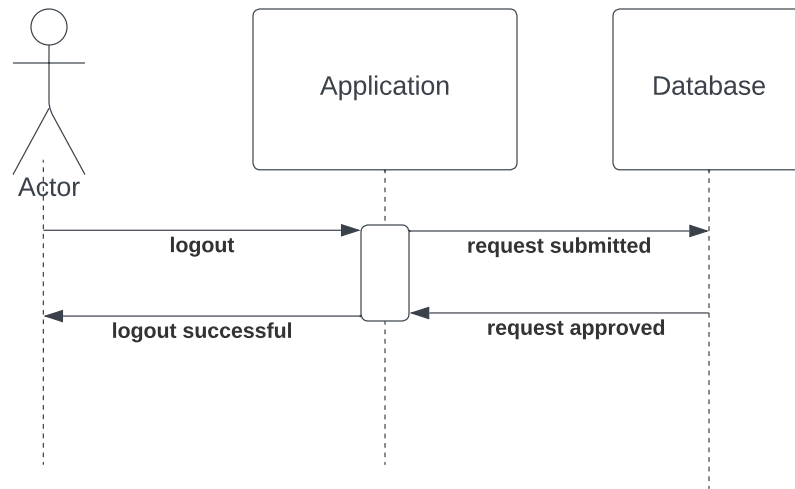 Application
Database
Actor
logout
request submitted
logout successful
request approved